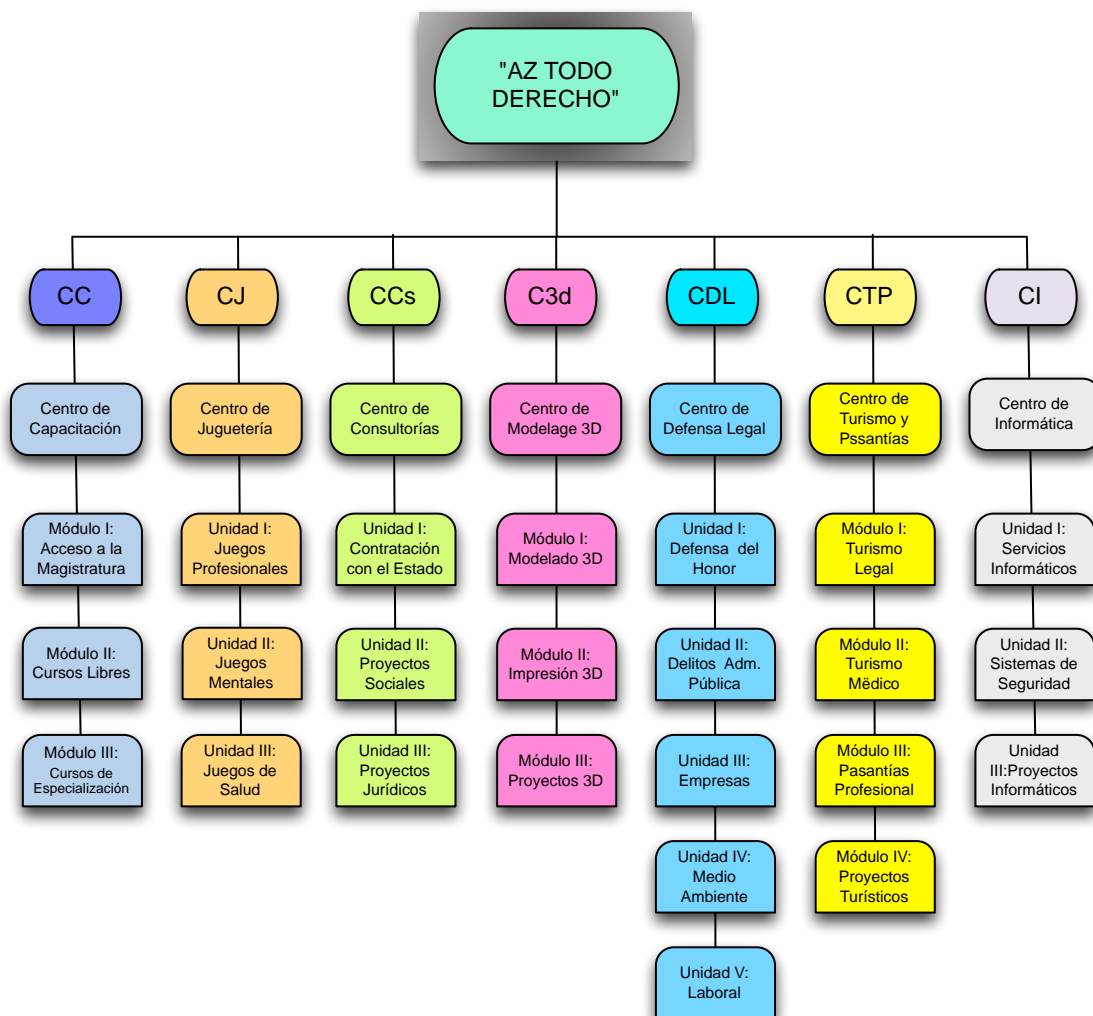 "AZ TODO
DERECHO"
CC
CJ
CCs
C3d
CDL
CTP
CI
Centro de
Capacitación
Centro de
Juguetería
Centro de
Consultorías
Centro de
Modelage 3D
Centro de
Defensa Legal
Centro de
Turismo y
Pssantías
Centro de
Informática
Módulo I:
Acceso a la
Magistratura
Unidad I:
Juegos
Profesionales
Unidad I:
Contratación
con el Estado
Módulo I:
Modelado 3D
Unidad I:
Defensa del
Honor
Módulo I:
Turismo
Legal
Unidad I:
Servicios
Informáticos
Módulo II:
Cursos Libres
Unidad II:
Juegos
Mentales
Unidad II:
Proyectos
Sociales
Módulo II:
Impresión 3D
Unidad II:
Delitos Adm.
Pública
Módulo II:
Turismo
Mëdico
Unidad II:
Sistemas de
Seguridad
Módulo III:
Cursos de
Especialización
Unidad III:
Juegos de
Salud
Unidad III:
Proyectos
Jurídicos
Módulo III:
Proyectos 3D
Unidad III:
Empresas
Módulo III:
Pasantías
Profesional
Unidad
III:Proyectos
Informáticos
Unidad IV:
Medio
Ambiente
Módulo IV:
Proyectos
Turísticos
Unidad V:
Laboral